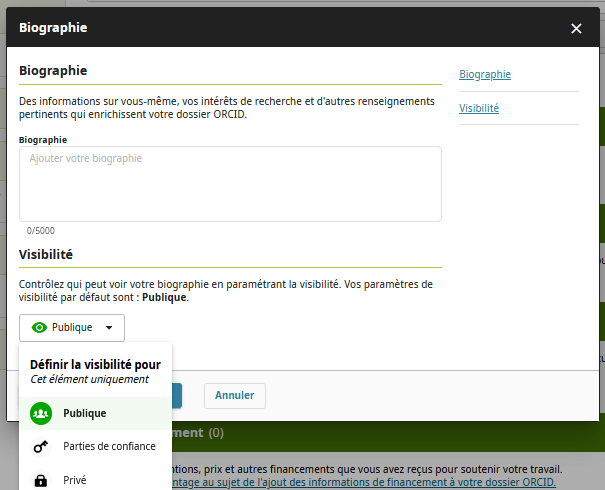 Biographie
Biographie
Des informations sur vous-même, vos intérêts de recherche et d'autres renseignements
pertinents qui enrichissent votre dossier ORCID.
Biographie
Ajouter votre biographie
0/5000
Visibilité
Contrôlez qui peut voir votre biographie en paramétrant la visibilité. Vos paramètres de
visibilité par défaut sont : Publique.
Publique
Définir la visibilité pour
Cet élément uniquement
Publique
Parties de confiance
Privé
Biographie
Visibilité
Annuler
ment (0)
ntions, prix et autres financements que vous avez reçus pour soutenir votre travail.
ntage au sujet de l'ajout des informations de financement à votre dossier ORCID.